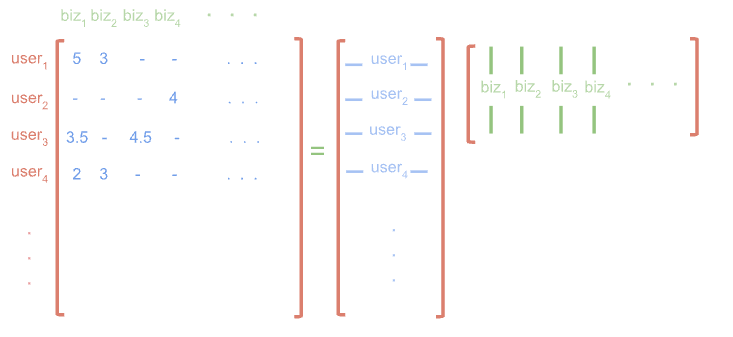 biz1 biz2 biz3 biz4 . . .
user1 5 3 - - . . . user1
user2 - - - 4 . . . user2 biz1 biz2 biz3 biz4 . . .
user3 3.5 - 4.5 - . . . = user3
user4 2 3 - - . . . user4